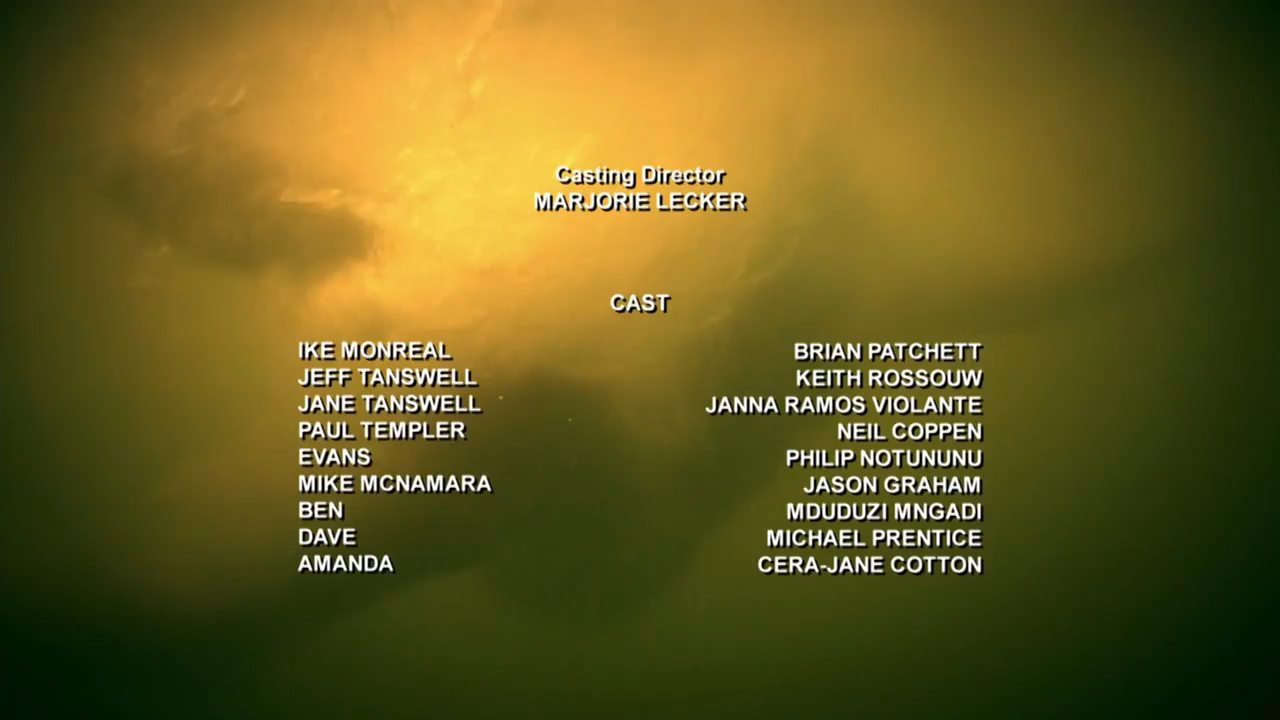 Casting Director
MARJORIE LECKER
CAST
IKE MONREAL BRIAN PATCHETT
JEFF TANSWELL KEITH ROSSOUW
JANE TANSWELL JANNA RAMOS VIOLANTE
PAUL TEMPLER NEIL COPPEN
EVANS PHILIP NOTUNUNU
MIKE MCNAMARA JASON GRAHAM
BEN MDUDUZI MNGADI
DAVE MICHAEL PRENTICE
AMANDA CERA-JANE COTTON